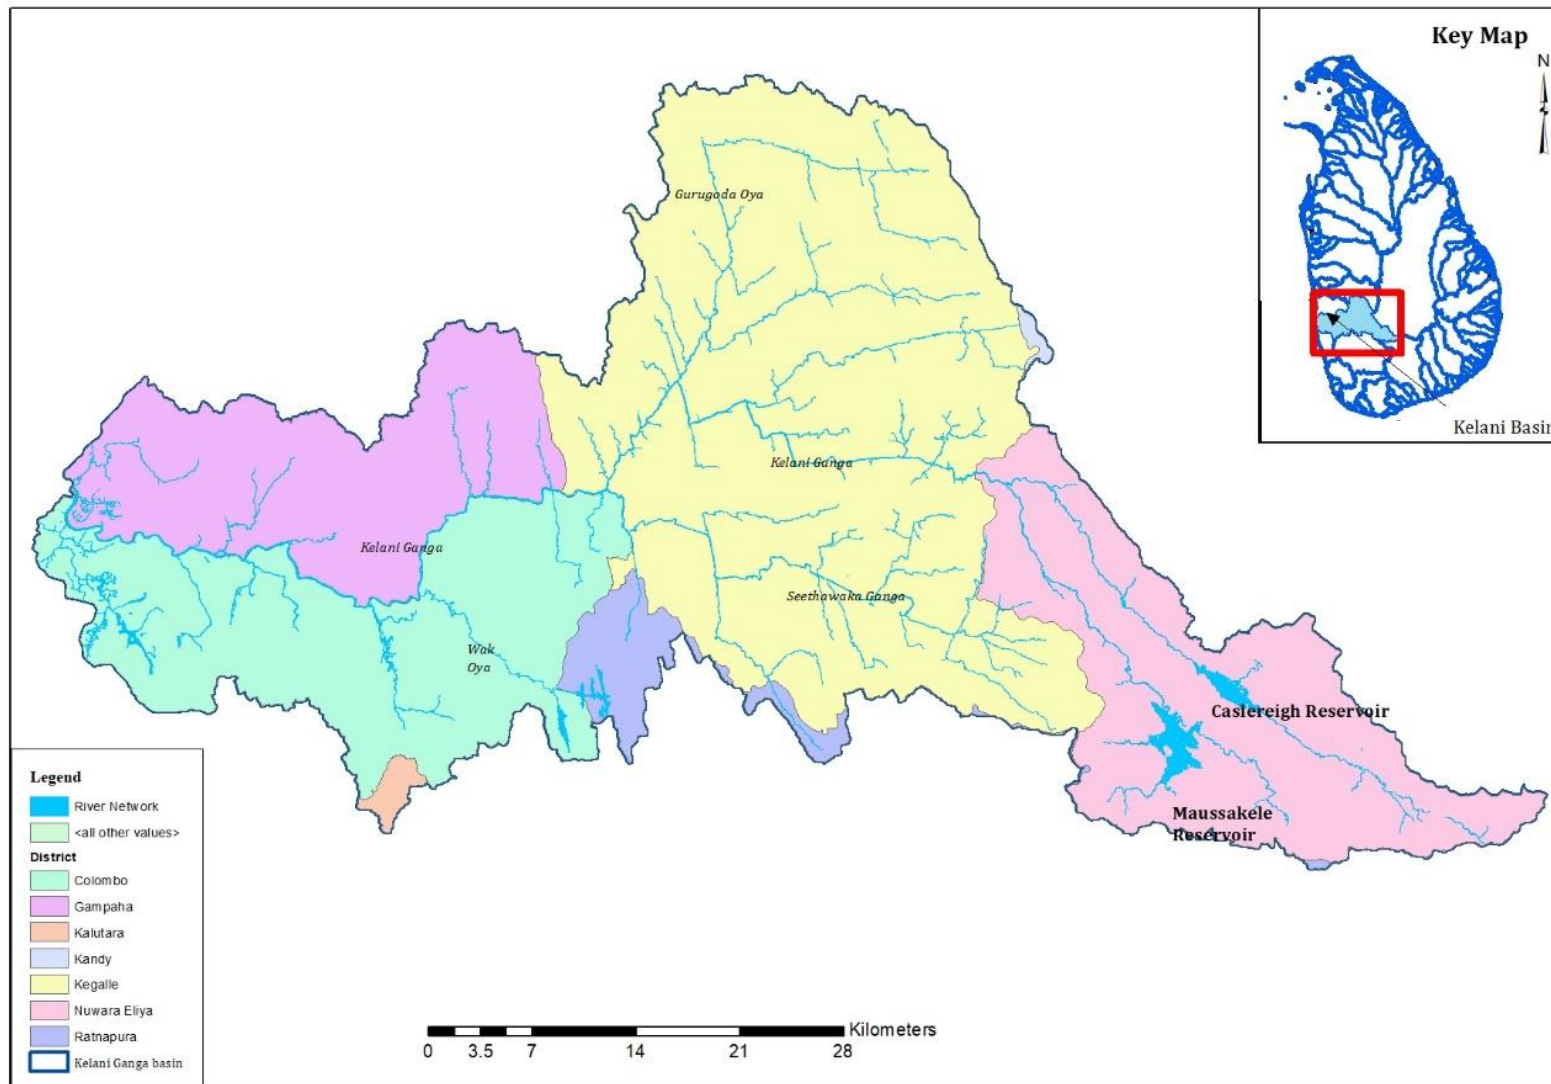 Key Map
N
Kelani Basin
Gurugoda Oya
Kelani Ganga
Kelani Ganga
Seethawaka Ganga
Wak
Oya
Caslereigh Reservoir
Maussakele
Reservoir
Legend
River Network
<all other values>
District
Colombo
Gampaha
Kalutara
Kandy
Kegalle
Nuwara Eliya
Ratnapura
Kelani Ganga basin
Kilometers
0 3.5 7 14 21 28